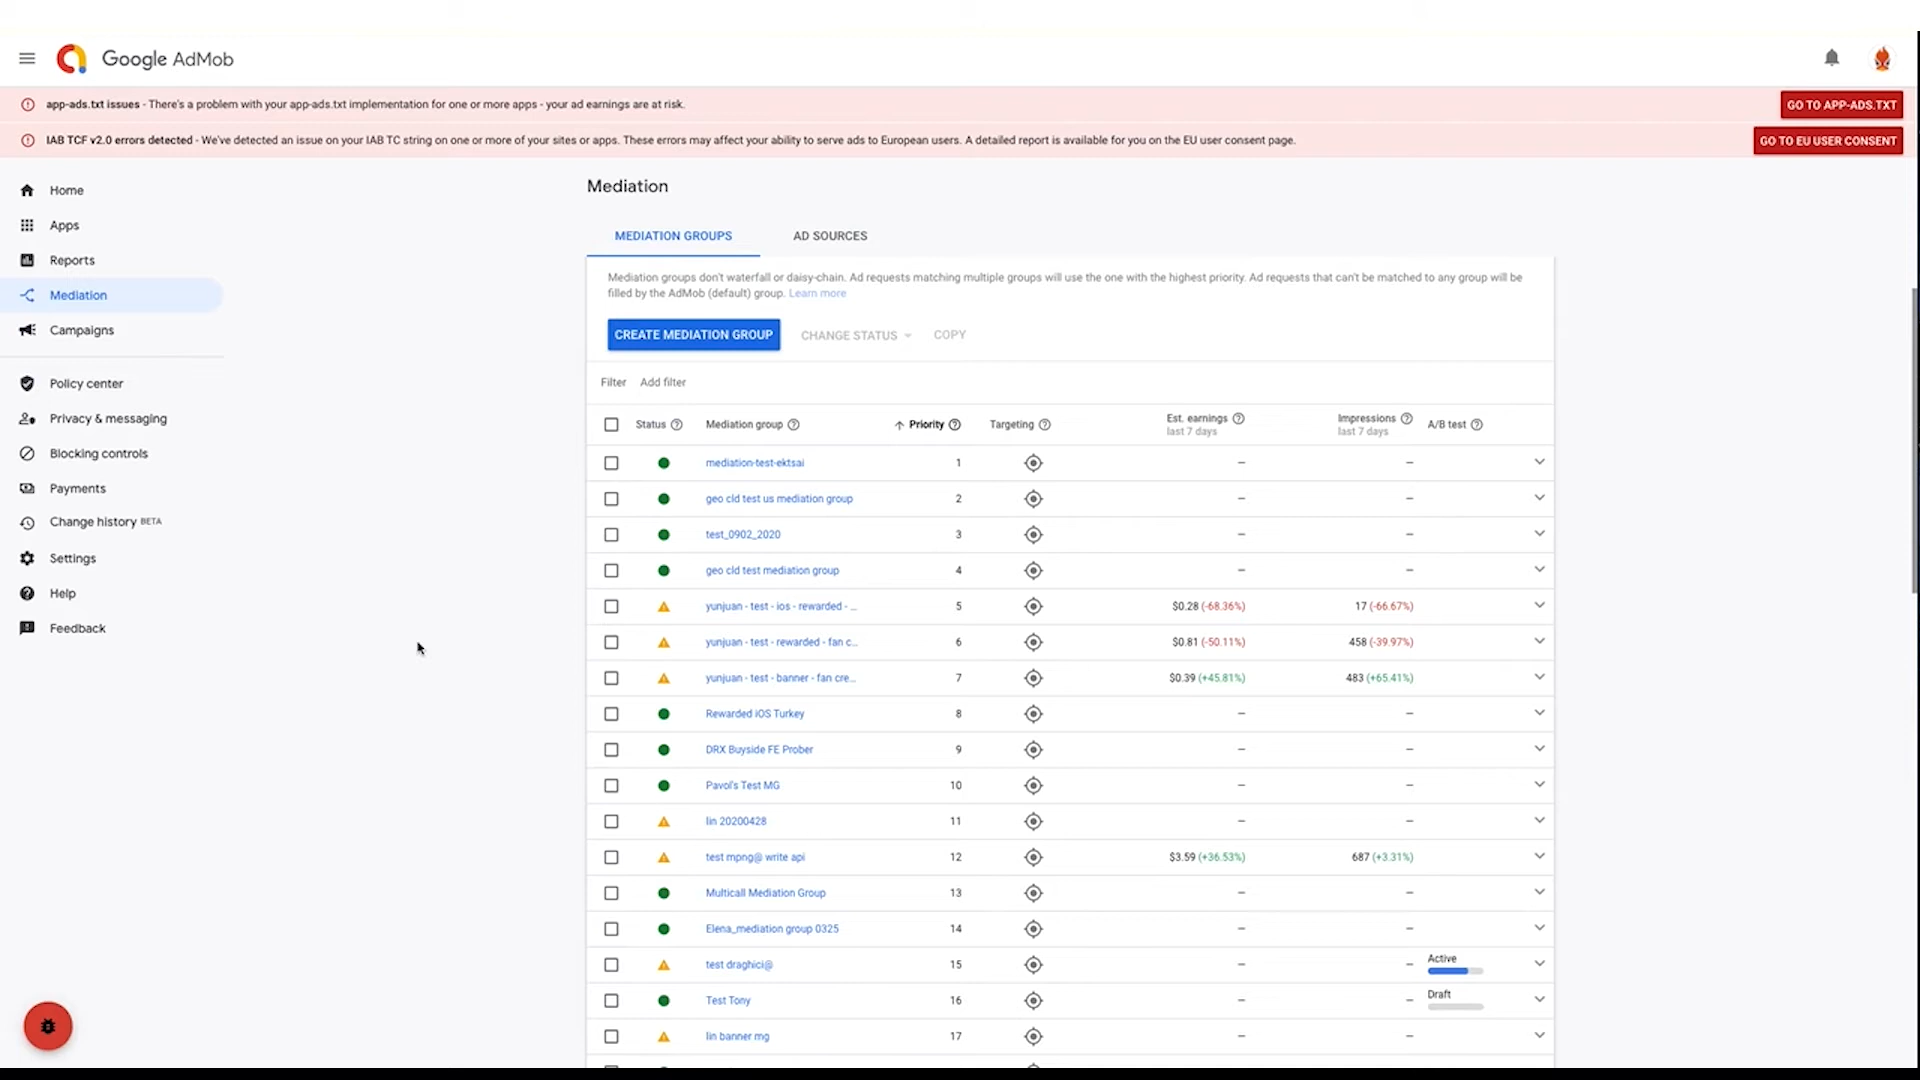 Google AdMob
app-ads.txt issues - There's a problem with your app-ads.txt implementation for one or more apps - your ad earnings are at risk.
GO TO APP-ADS.TXT
IAB TCF v2.0 errors detected - We've detected an issue on your IAB TC string on one or more of your sites or apps. These errors may affect your ability to serve ads to European users. A detailed report is available for you on the EU user consent page.
GO TO EU USER CONSENT
Home
Apps
Reports
Mediation
Campaigns
Policy center
Privacy & messaging
Blocking controls
Payments
Change history BETA
Settings
Help
Feedback
Mediation
MEDIATION GROUPS AD SOURCES
Mediation groups don't waterfall or daisy-chain. Ad requests matching multiple groups will use the one with the highest priority. Ad requests that can't be matched to any group will be
filled by the AdMob (default) group. Learn more
CREATE MEDIATION GROUP CHANGE STATUS COPY
Filter Add filter
Status Mediation group Priority Targeting Est. earnings Impressions A/B test
last 7 days last 7 days
mediation-test-ektsai 1 – –
geo cld test us mediation group 2 – –
test_0902_2020 3 – –
geo cld test mediation group 4 – –
yunjuan - test - ios - rewarded - ... 5 $0.28 (-68.36%) 17 (-66.67%)
yunjuan - test - rewarded - fan c... 6 $0.81 (-50.11%) 458 (-39.97%)
yunjuan - test - banner - fan cre... 7 $0.39 (+45.81%) 483 (+65.41%)
Rewarded iOS Turkey 8 – –
DRX Buyside FE Prober 9 – –
Pavol's Test MG 10 – –
lin 20200428 11 – –
test mpng@ write api 12 $3.59 (+36.53%) 687 (+3.31%)
Multicall Mediation Group 13 – –
Elena_mediation group 0325 14 – –
test draghici@ 15 – – Active
Test Tony 16 – – Draft
lin banner mg 17 – –